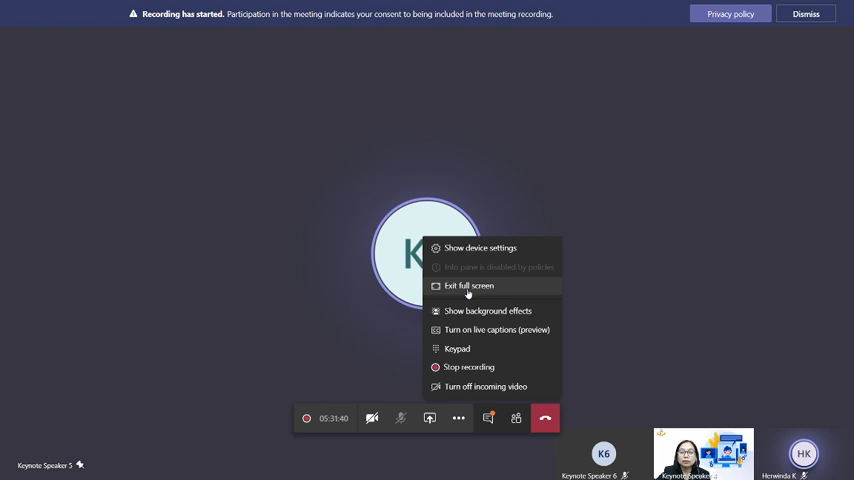 Recording has started. Participation in the meeting indicates your consent to being included in the meeting recording.
Privacy policy
Dismiss
K
Show device settings
Info pane is disabled by policies
Exit full screen
Show background effects
Turn on live captions (preview)
Keypad
Stop recording
Turn off incoming video
05:31:40
K6
HK
Keynote Speaker 5
Keynote Speaker 6
Keynote Speaker
Herwinda K